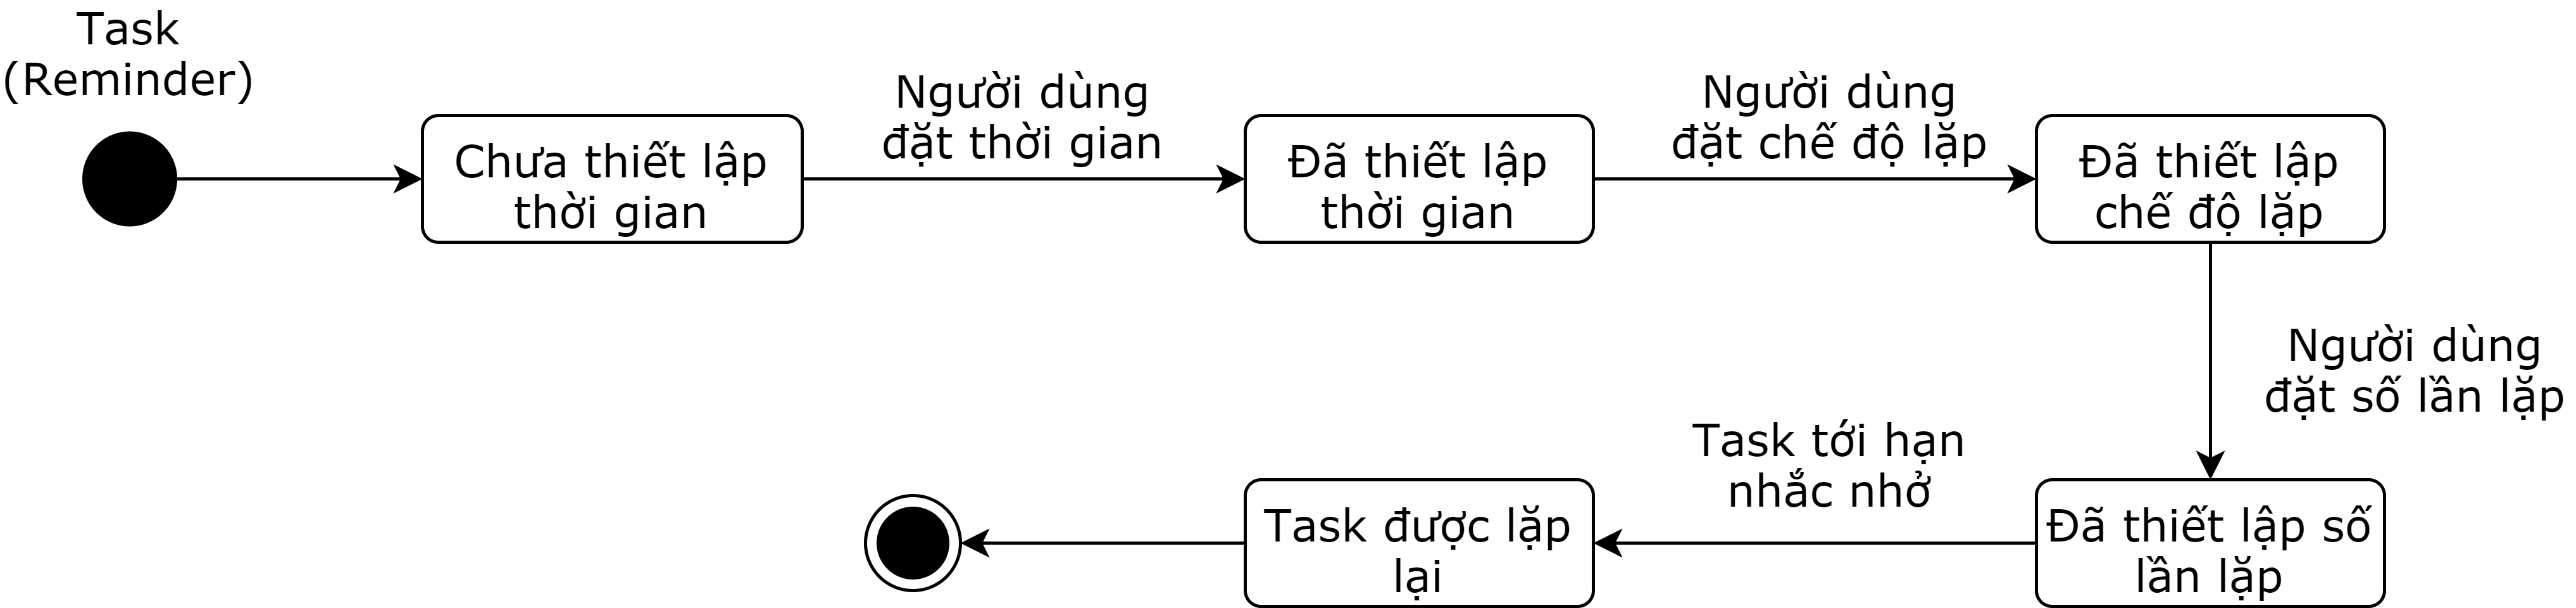 Task
(Reminder)
Chưa thiết lập
thời gian
Người dùng
đặt thời gian
Đã thiết lập
thời gian
Người dùng
đặt chế độ lặp
Đã thiết lập
chế độ lặp
Người dùng
đặt số lần lặp
Đã thiết lập số
lần lặp
Task tới hạn
nhắc nhở
Task được lặp
lại